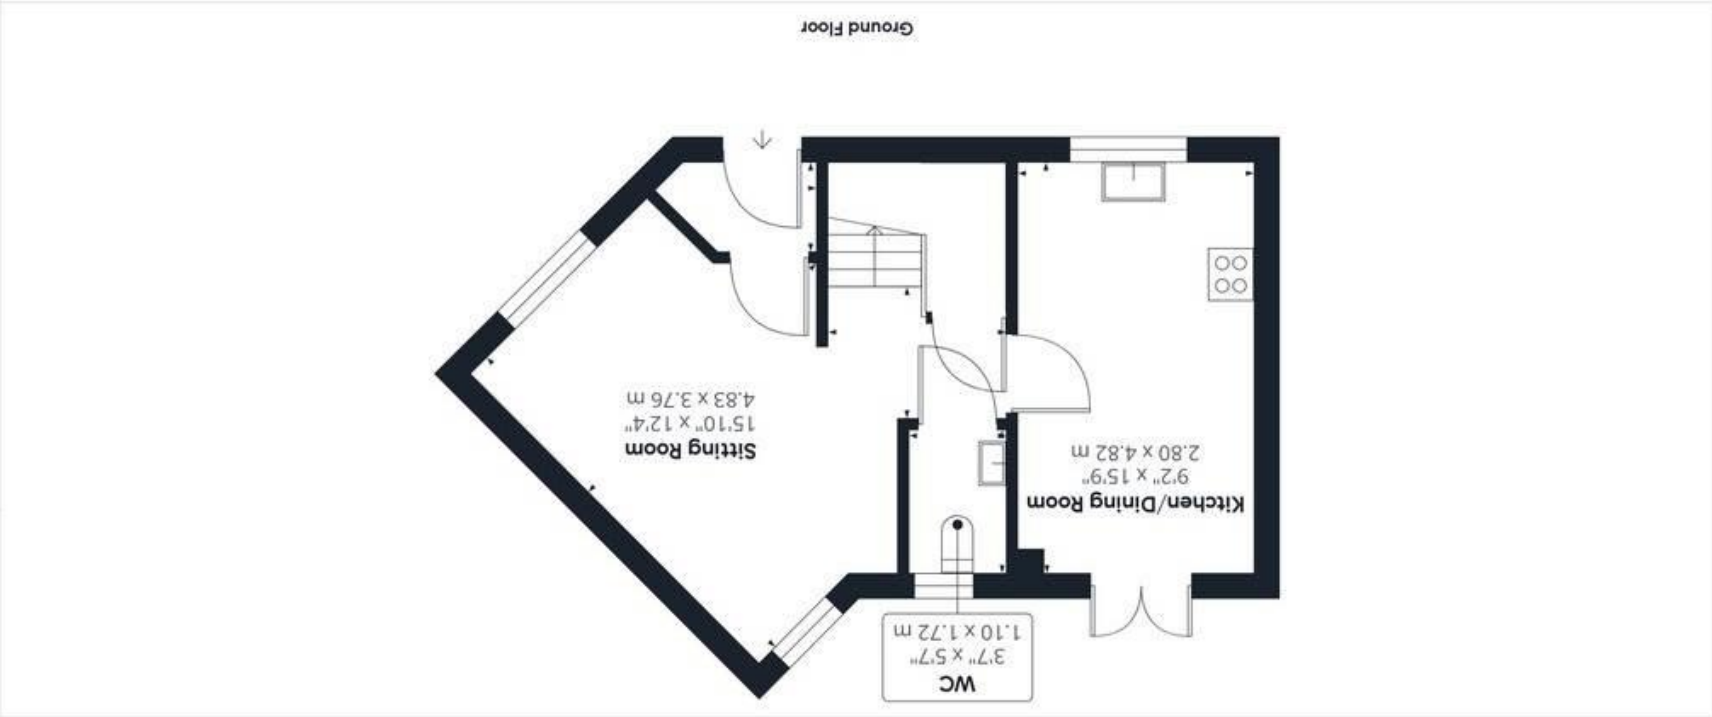 WC
3'7" x 5'7"
1.10 x 1.72 m
Kitchen/Dining Room
9'2" x 15'9"
2.80 x 4.82 m
Sitting Room
15'10" x 12'4"
4.83 x 3.76 m
Ground Floor